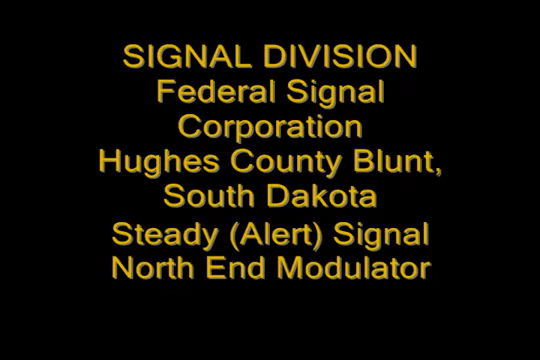 SIGNAL DIVISION
Federal Signal
Corporation
Hughes County Blunt,
South Dakota
Steady (Alert) Signal
North End Modulator